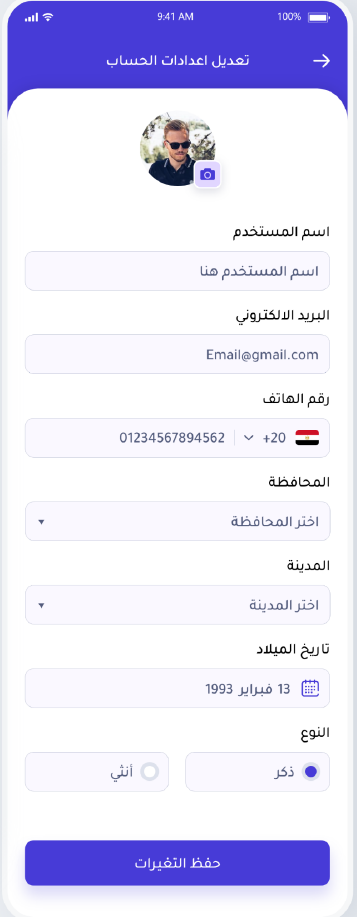 9:41 AM 100%
تعديل اعدادات الحساب
اسم المستخدم
اسم المستخدم هنا
البريد الالكتروني
Email@gmail.com
رقم الهاتف
+20 01234567894562
المحافظة
اختر المحافظة
المدينة
اختر المدينة
تاريخ الميلاد
13 فبراير 1993
النوع
ذكر أنثي
حفظ التغيرات